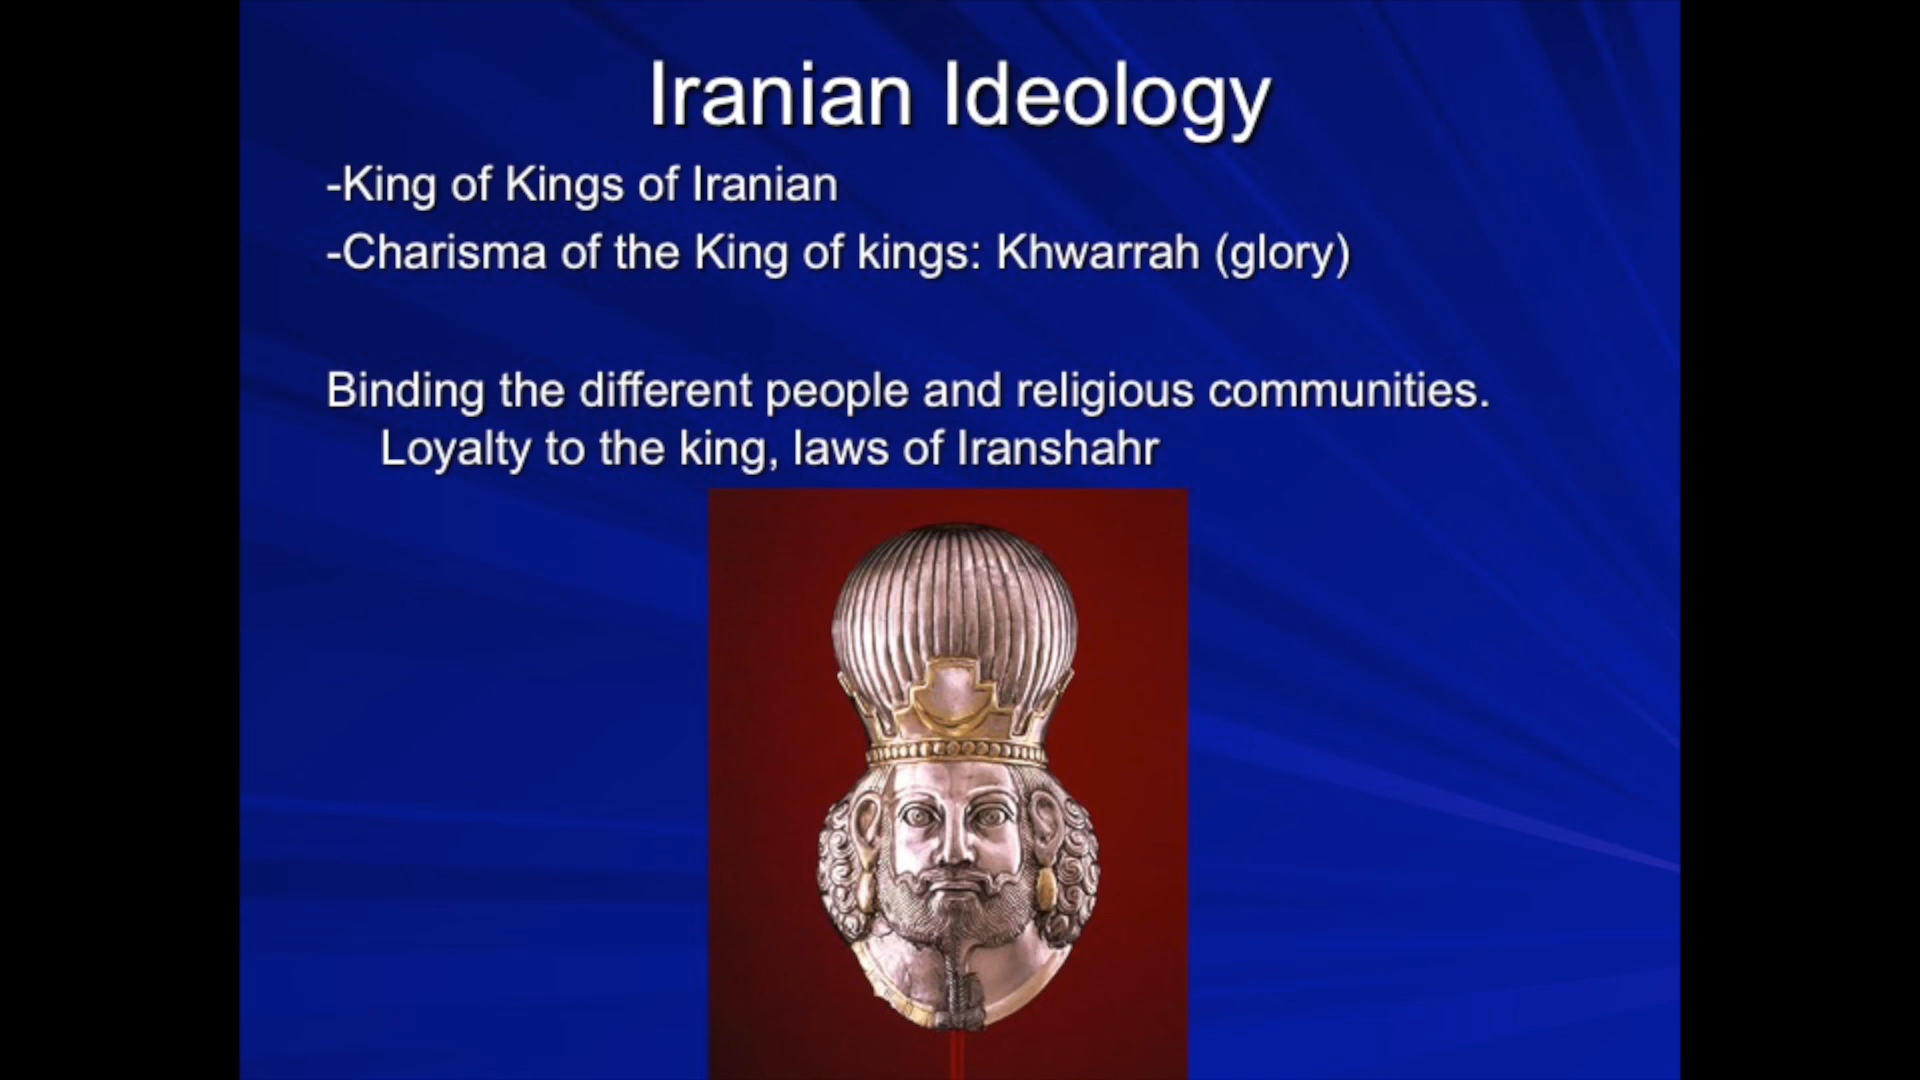 Iranian Ideology
-King of Kings of Iranian
-Charisma of the King of kings: Khwarrah (glory)
Binding the different people and religious communities.
Loyalty to the king, laws of Iranshahr